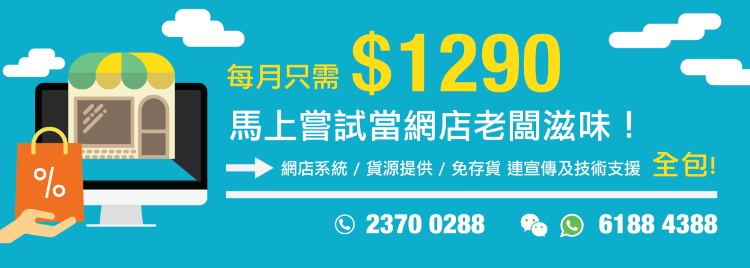 每月只需 $1290
馬上嘗試當網店老闆滋味！
網店系統 / 貨源提供 / 免存貨 連宣傳及技術支援 全包!
2370 0288 6188 4388
%